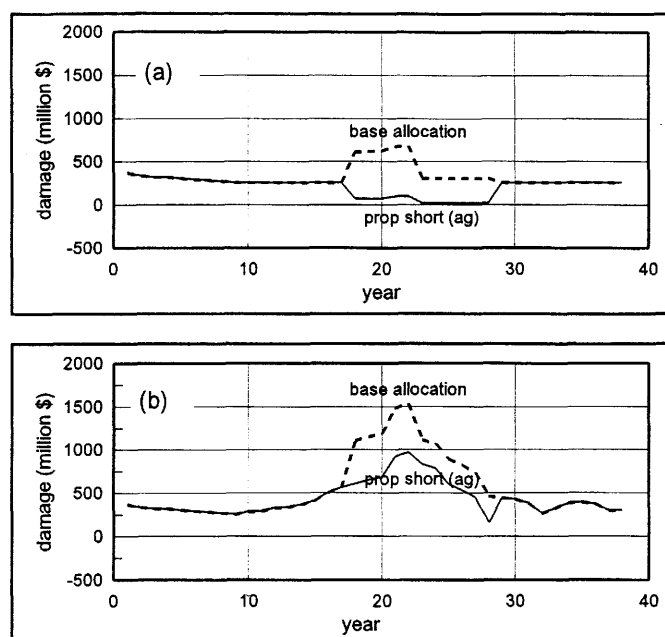 2000
(a)
1500
1000
base allocation
damage (million $)
500
0
prop short (ag)
-500
0 10 20 30 40
year
2000
(b)
base allocation
1500
1000
damage (million $)
prop short (ag)
500
0
-500
0 10 20 30 40
year